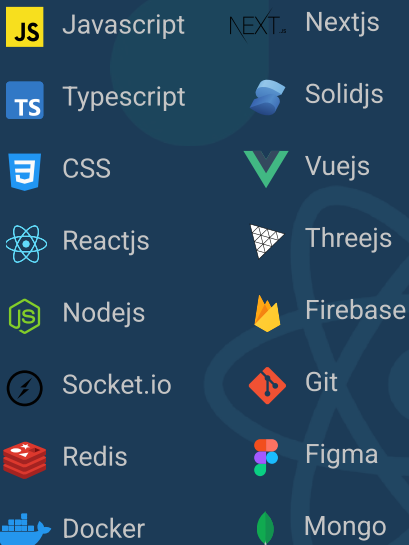 JS Javascript
NEXT.JS Nextjs
TS Typescript
Solidjs
CSS
Vuejs
Reactjs
Threejs
JS Nodejs
Firebase
Socket.io
Git
Redis
Figma
Docker
Mongo